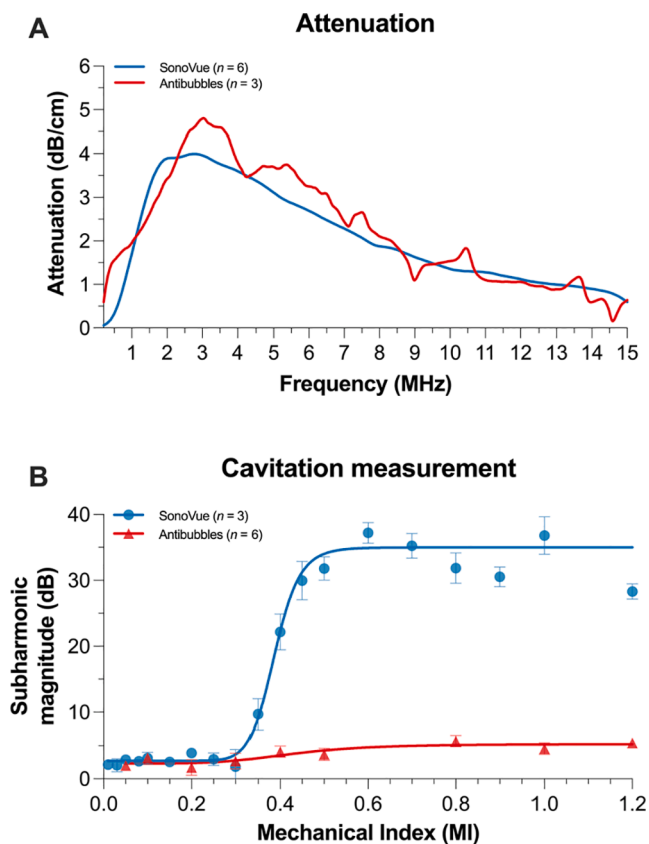 A
Attenuation
SonoVue (n = 6)
Antibubbles (n = 3)
Attenuation (dB/cm)
6
5
4
3
2
1
0
1 2 3 4 5 6 7 8 9 10 11 12 13 14 15
Frequency (MHz)
B
Cavitation measurement
SonoVue (n = 3)
Antibubbles (n = 6)
Subharmonic
magnitude (dB)
40
30
20
10
0
0.0 0.2 0.4 0.6 0.8 1.0 1.2
Mechanical Index (MI)